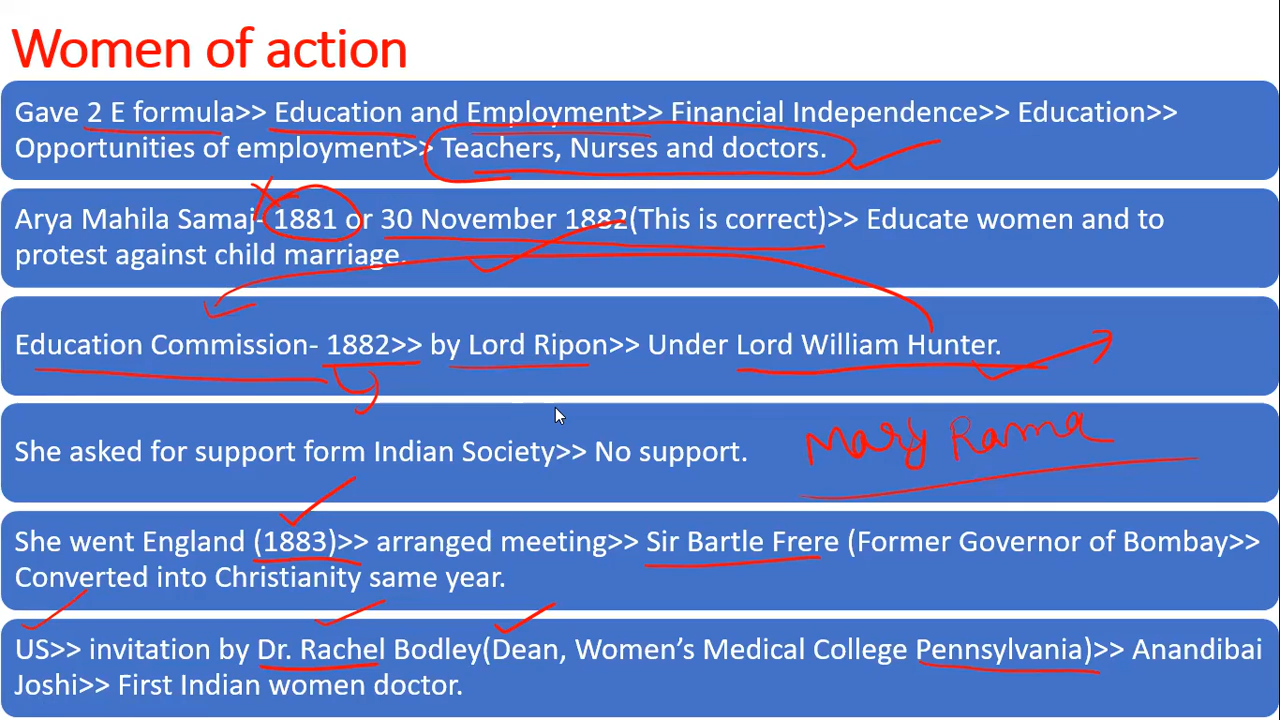 Women of action
Gave 2 E formula>> Education and Employment>> Financial Independence>> Education>>
Opportunities of employment>> Teachers, Nurses and doctors.
Arya Mahila Samaj- 1881 or 30 November 1882(This is correct)>> Educate women and to
protest against child marriage.
Education Commission- 1882>> by Lord Ripon>> Under Lord William Hunter.
She asked for support form Indian Society>> No support.
Mary Rama
She went England (1883)>> arranged meeting>> Sir Bartle Frere (Former Governor of Bombay>>
Converted into Christianity same year.
US>> invitation by Dr. Rachel Bodley(Dean, Women’s Medical College Pennsylvania)>> Anandibai
Joshi>> First Indian women doctor.